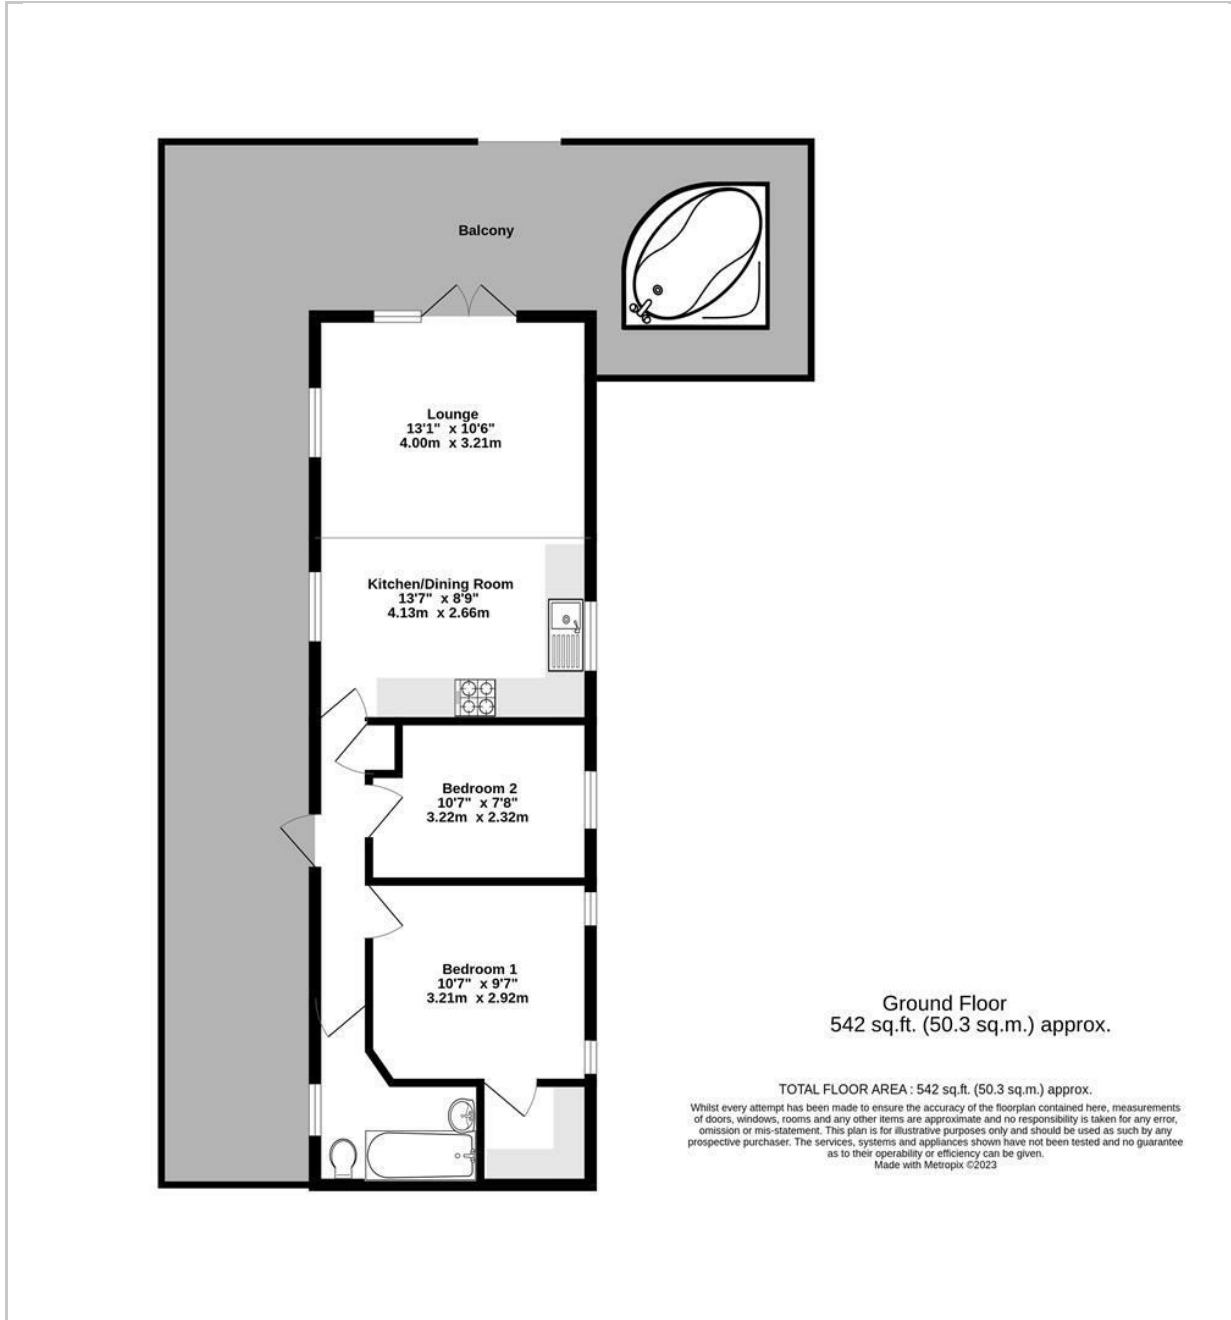 Balcony
Lounge
13'1" x 10'6"
4.00m x 3.21m
Kitchen/Dining Room
13'7" x 8'9"
4.13m x 2.66m
Bedroom 2
10'7" x 7'8"
3.22m x 2.32m
Bedroom 1
10'7" x 9'7"
3.21m x 2.92m
Ground Floor
542 sq.ft. (50.3 sq.m.) approx.
TOTAL FLOOR AREA : 542 sq.ft. (50.3 sq.m.) approx.
Whilst every attempt has been made to ensure the accuracy of the floorplan contained here, measurements
of doors, windows, rooms and any other items are approximate and no responsibility is taken for any error,
omission or mis-statement. This plan is for illustrative purposes only and should be used as such by any
prospective purchaser. The services, systems and appliances shown have not been tested and no guarantee
as to their operability or efficiency can be given.
Made with Metropix ©2023